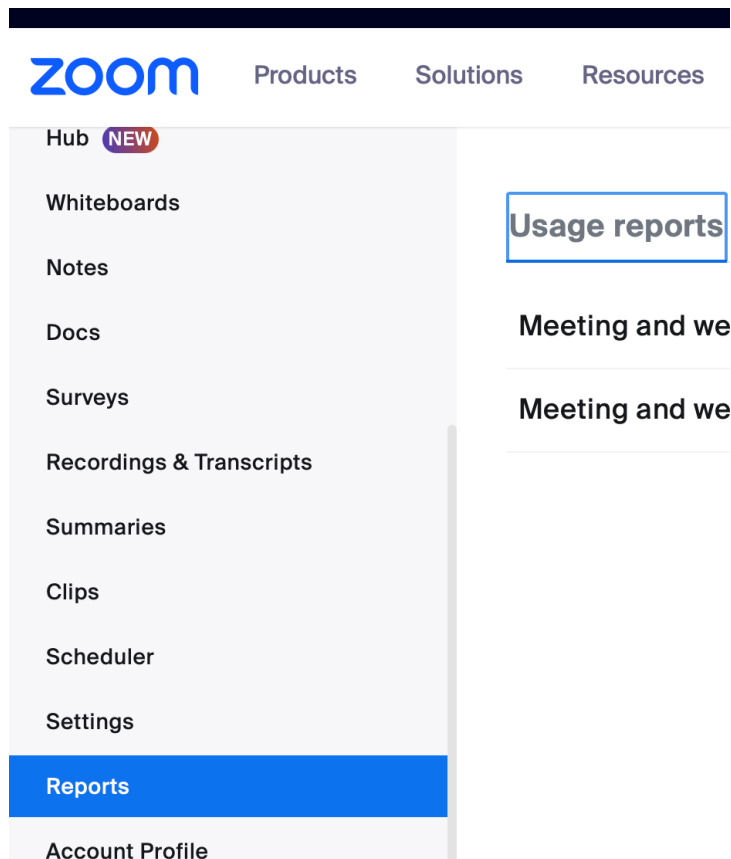 zoom Products Solutions Resources
Hub NEW
Whiteboards
Notes
Docs
Surveys
Recordings & Transcripts
Summaries
Clips
Scheduler
Settings
Reports
Account Profile
Usage reports
Meeting and we
Meeting and we